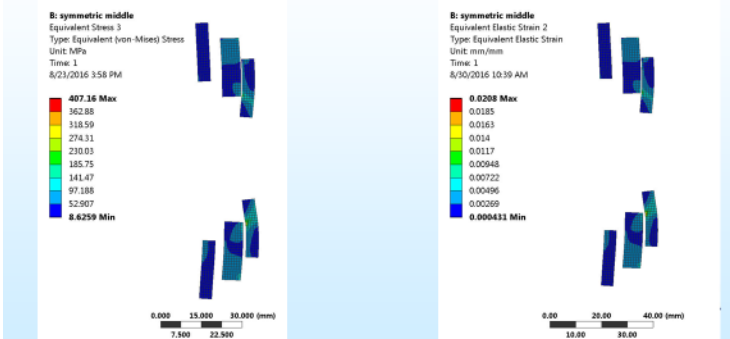 B: symmetric middle
Equivalent Stress 3
Type: Equivalent (von-Mises) Stress
Unit: MPa
Time: 1
8/23/2016 3:58 PM
407.16 Max
362.88
318.59
274.31
230.03
185.75
141.47
97.188
52.907
8.6259 Min
0.000 15.000 30.000 (mm)
7.500 22.500
B: symmetric middle
Equivalent Elastic Strain 2
Type: Equivalent Elastic Strain
Unit: mm/mm
Time: 1
8/30/2016 10:39 AM
0.0208 Max
0.0185
0.0163
0.014
0.0117
0.00948
0.00722
0.00496
0.00269
0.000431 Min
0.00 20.00 40.00 (mm)
10.00 30.00